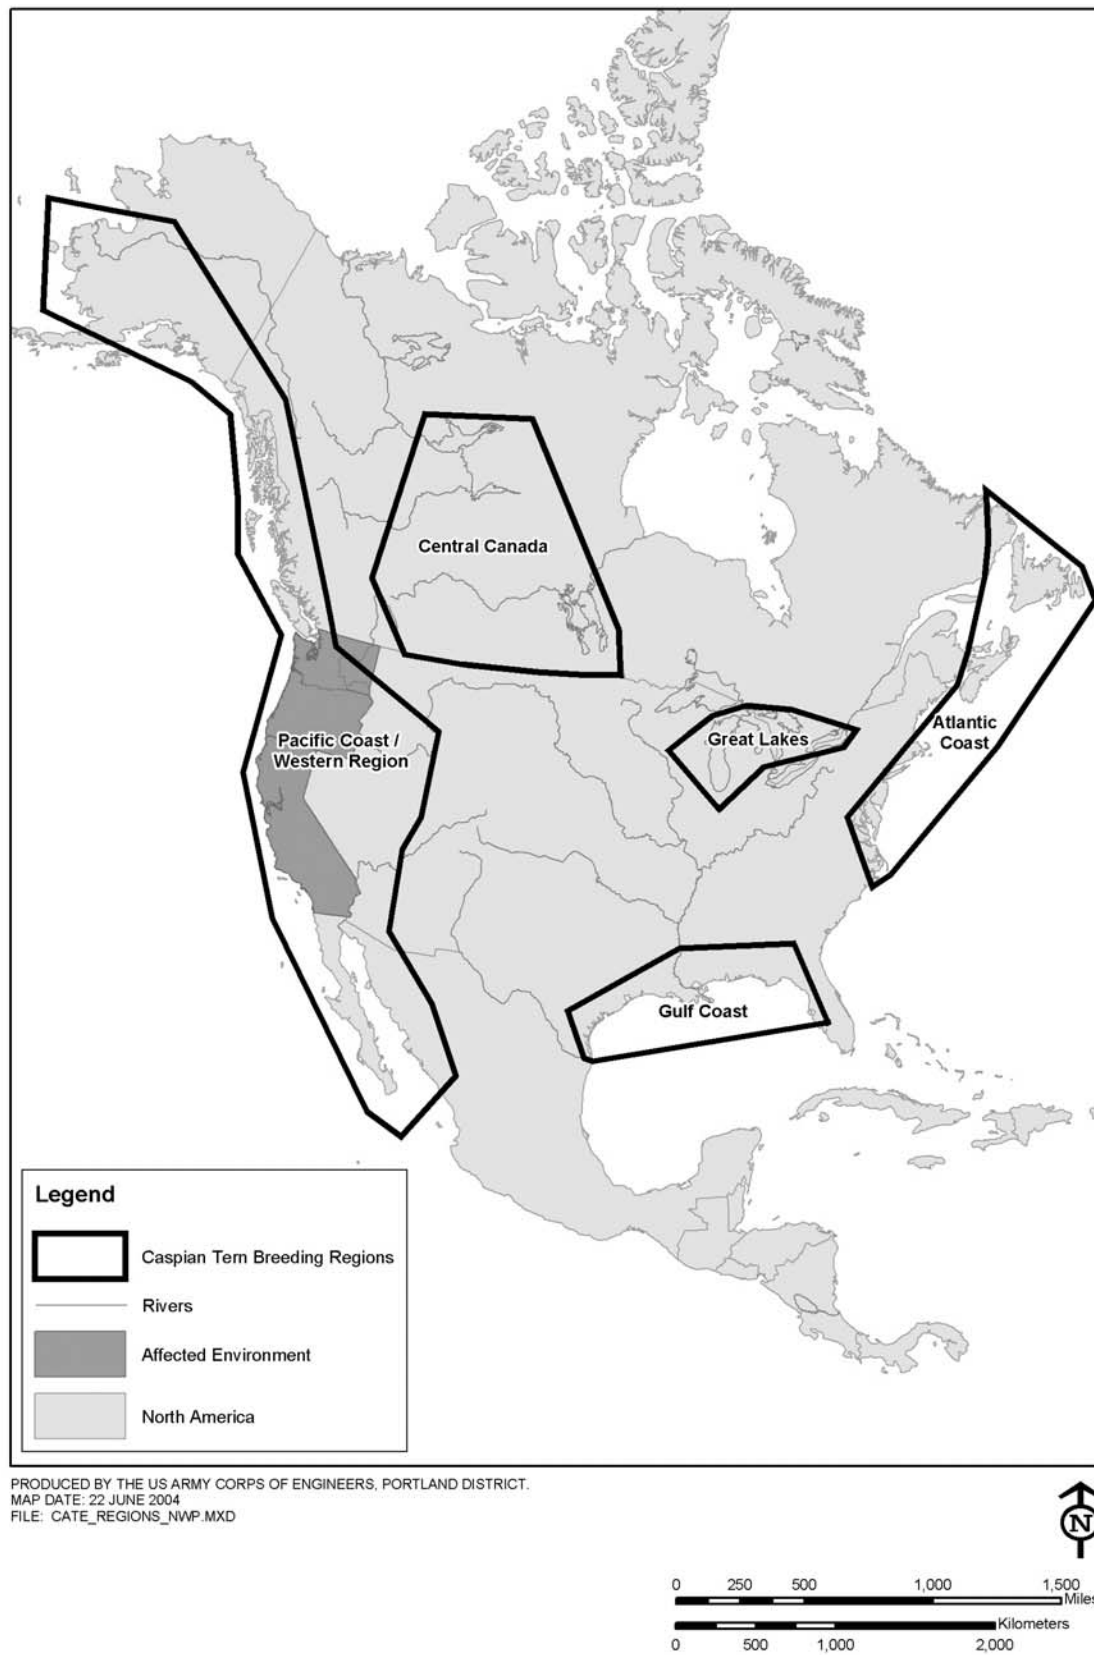 Central Canada
Pacific Coast /
Western Region
Great Lakes
Atlantic
Coast
Gulf Coast
Legend
Caspian Tern Breeding Regions
Rivers
Affected Environment
North America
PRODUCED BY THE US ARMY CORPS OF ENGINEERS, PORTLAND DISTRICT.
MAP DATE: 22 JUNE 2004
FILE: CATE_REGIONS_NWP.MXD
N
0 250 500 1,000 1,500
Miles
Kilometers
0 500 1,000 2,000